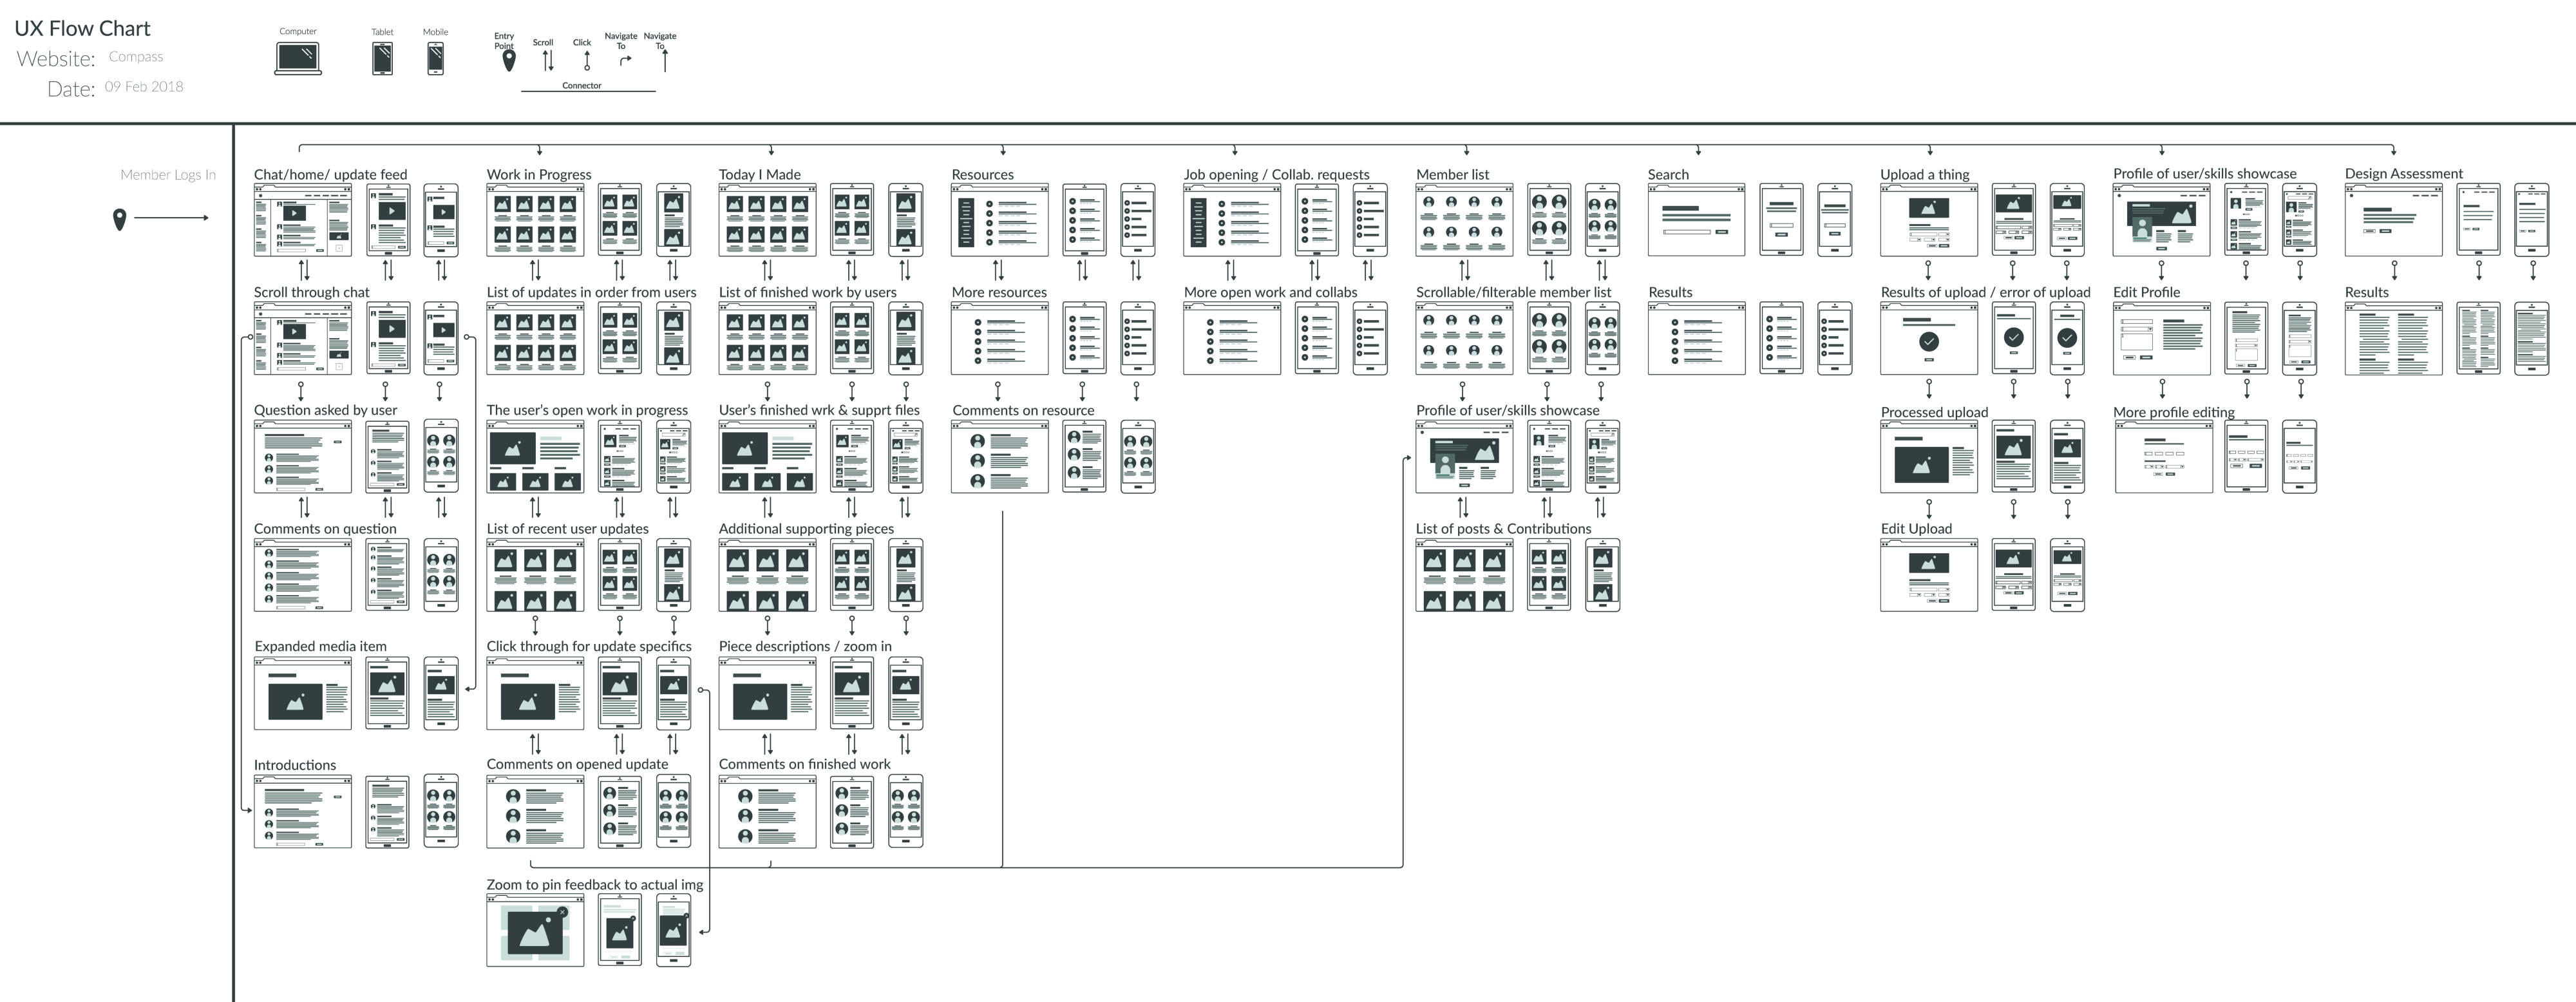 UX Flow Chart
Website: Compass
Date: 09 Feb 2018
Computer
Tablet
Mobile
Entry
Point
Scroll
Click
Navigate
To
Navigate
To
Connector
Member Logs In
Chat/home/ update feed
Work in Progress
Today I Made
Resources
Job opening / Collab. requests
Member list
Search
Upload a thing
Profile of user/skills showcase
Design Assessment
Scroll through chat
List of updates in order from users
List of finished work by users
More resources
More open work and collabs
Scrollable/filterable member list
Results
Results of upload / error of upload
Edit Profile
Results
Question asked by user
The user's open work in progress
User's finished wrk & supprt files
Comments on resource
Profile of user/skills showcase
Processed upload
More profile editing
Comments on question
List of recent user updates
Additional supporting pieces
List of posts & Contributions
Edit Upload
Expanded media item
Click through for update specifics
Piece descriptions / zoom in
Introductions
Comments on opened update
Comments on finished work
Zoom to pin feedback to actual img